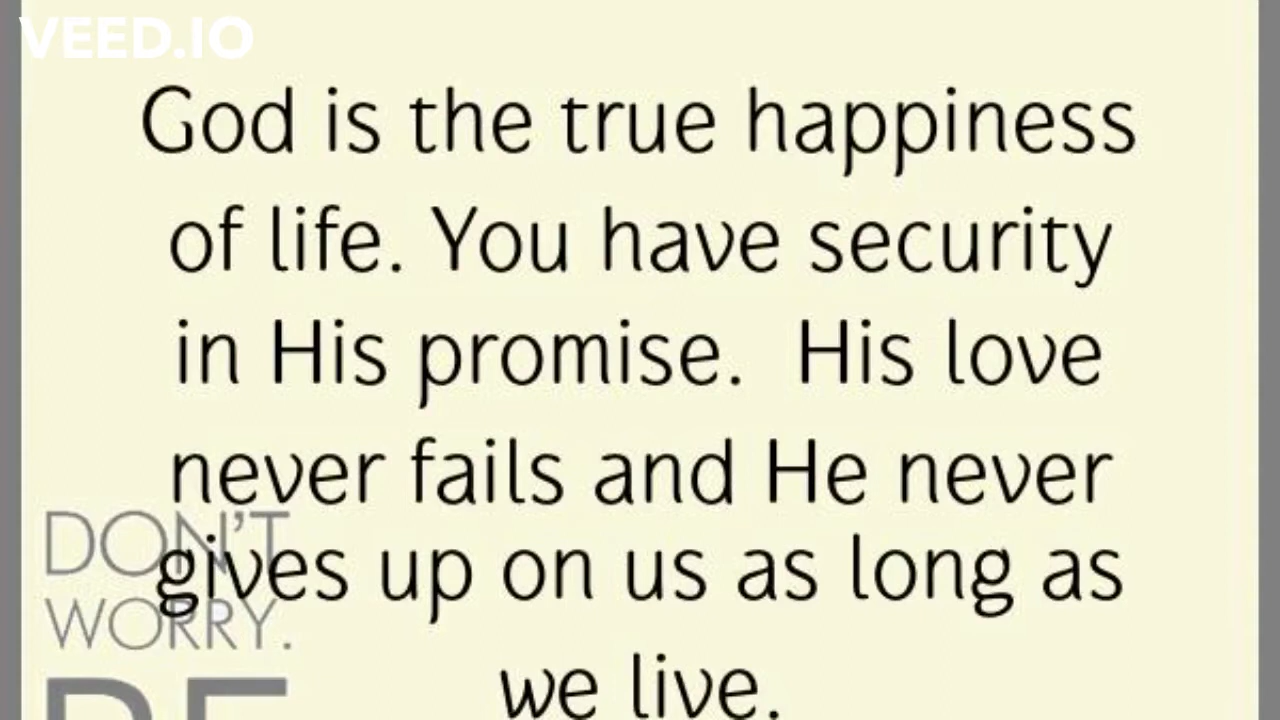 VEED.IO
God is the true happiness
of life. You have security
in His promise.  His love
never fails and He never
gives up on us as long as
we live.
DON'T
WORRY.
BE